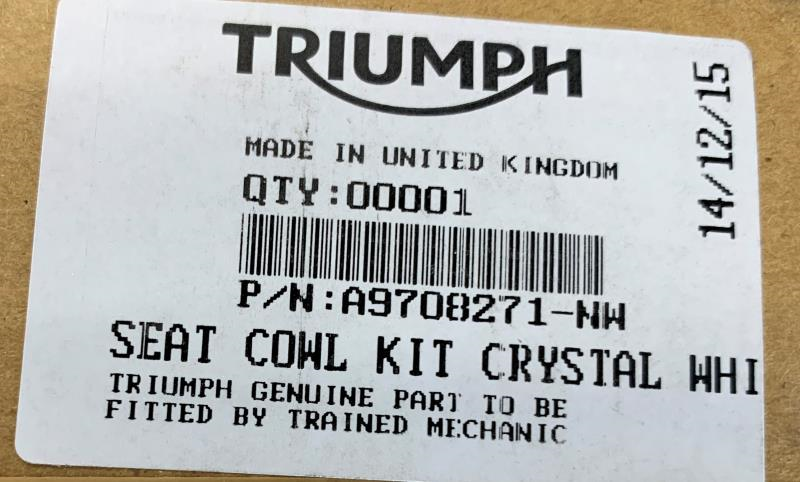 TRIUMPH
MADE IN UNITED KINGDOM
QTY:00001
P/N:A9708271-NW
SEAT COWL KIT CRYSTAL WHI
TRIUMPH GENUINE PART TO BE
FITTED BY TRAINED MECHANIC
14/12/15